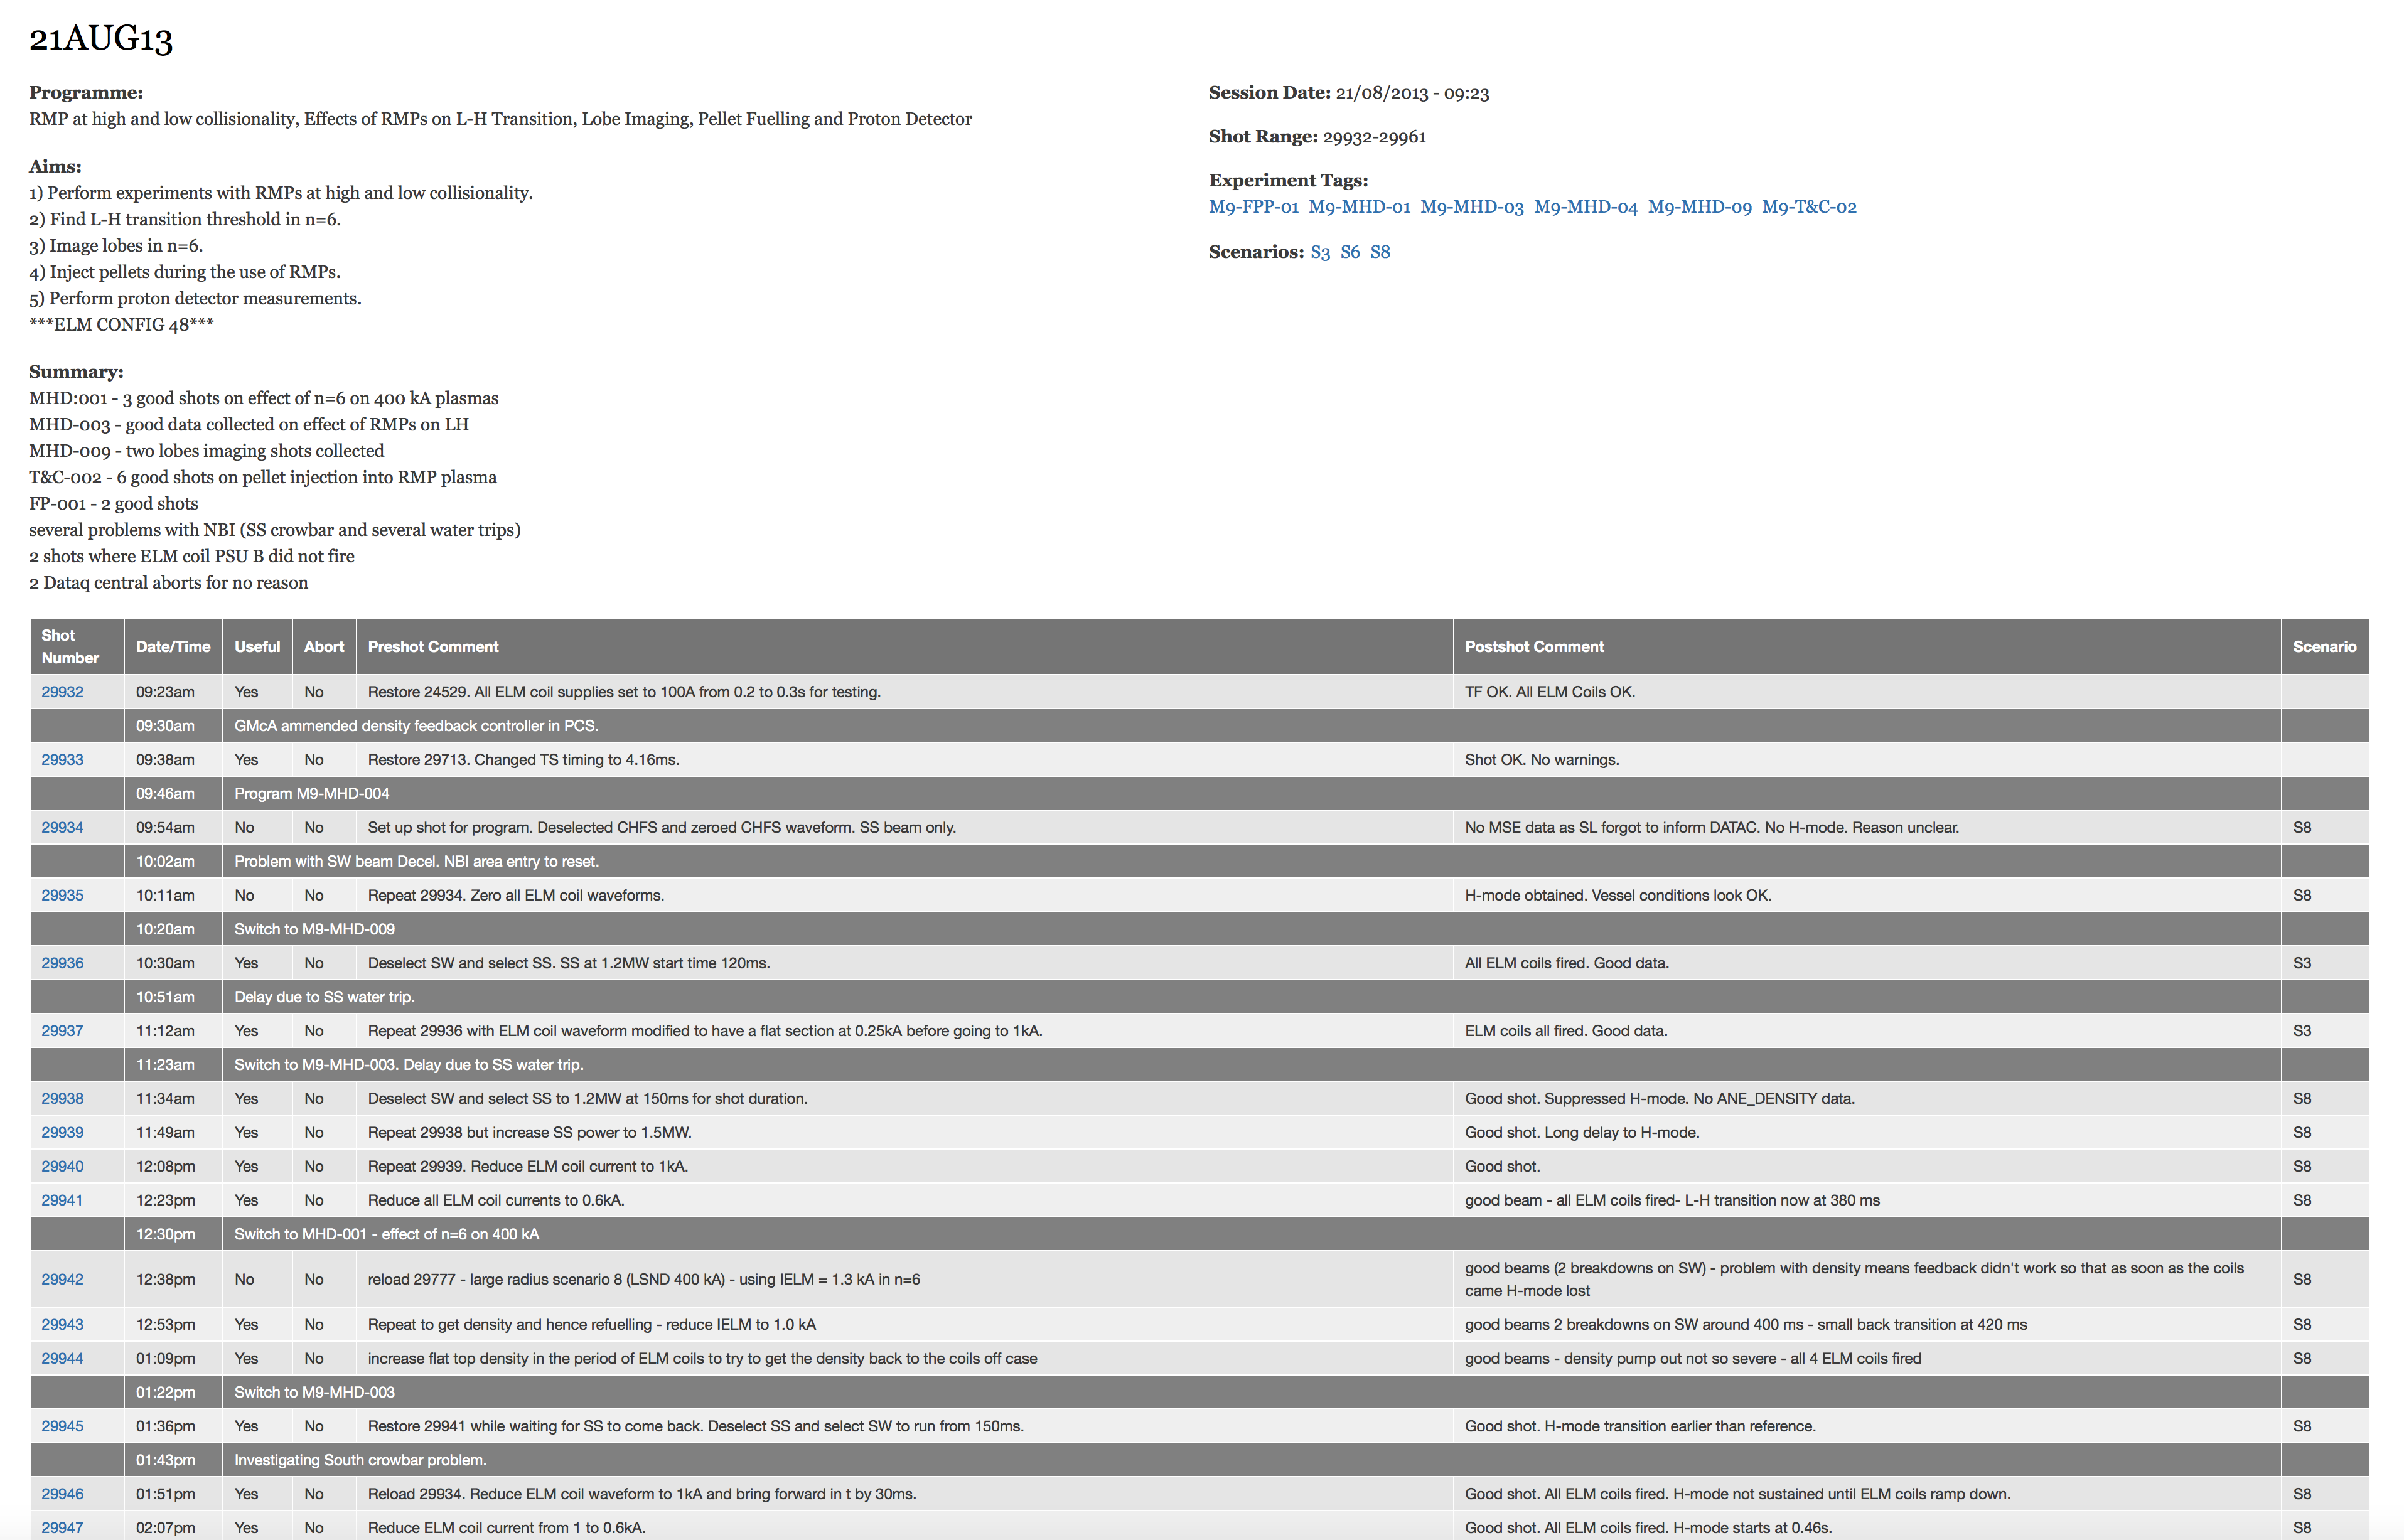 21AUG13
Programme:
RMP at high and low collisionality, Effects of RMPs on L-H Transition, Lobe Imaging, Pellet Fuelling and Proton Detector
Aims:
1) Perform experiments with RMPs at high and low collisionality.
2) Find L-H transition threshold in n=6.
3) Image lobes in n=6.
4) Inject pellets during the use of RMPs.
5) Perform proton detector measurements.
***ELM CONFIG 48***
Summary:
MHD:001 - 3 good shots on effect of n=6 on 400 kA plasmas
MHD-003 - good data collected on effect of RMPs on LH
MHD-009 - two lobes imaging shots collected
T&C-002 - 6 good shots on pellet injection into RMP plasma
FP-001 - 2 good shots
several problems with NBI (SS crowbar and several water trips)
2 shots where ELM coil PSU B did not fire
2 Dataq central aborts for no reason
Session Date: 21/08/2013 - 09:23
Shot Range: 29932-29961
Experiment Tags:
M9-FPP-01 M9-MHD-01 M9-MHD-03 M9-MHD-04 M9-MHD-09 M9-T&C-02
Scenarios: S3 S6 S8
Shot Number Date/Time Useful Abort Preshot Comment Postshot Comment Scenario
29932 09:23am Yes No Restore 24529. All ELM coil supplies set to 100A from 0.2 to 0.3s for testing. TF OK. All ELM Coils OK.
09:30am GMcA ammended density feedback controller in PCS.
29933 09:38am Yes No Restore 29713. Changed TS timing to 4.16ms. Shot OK. No warnings.
09:46am Program M9-MHD-004
29934 09:54am No No Set up shot for program. Deselected CHFS and zeroed CHFS waveform. SS beam only. No MSE data as SL forgot to inform DATAC. No H-mode. Reason unclear. S8
10:02am Problem with SW beam Decel. NBI area entry to reset.
29935 10:11am No No Repeat 29934. Zero all ELM coil waveforms. H-mode obtained. Vessel conditions look OK. S8
10:20am Switch to M9-MHD-009
29936 10:30am Yes No Deselect SW and select SS. SS at 1.2MW start time 120ms. All ELM coils fired. Good data. S3
10:51am Delay due to SS water trip.
29937 11:12am Yes No Repeat 29936 with ELM coil waveform modified to have a flat section at 0.25kA before going to 1kA. ELM coils all fired. Good data. S3
11:23am Switch to M9-MHD-003. Delay due to SS water trip.
29938 11:34am Yes No Deselect SW and select SS to 1.2MW at 150ms for shot duration. Good shot. Suppressed H-mode. No ANE_DENSITY data. S8
29939 11:49am Yes No Repeat 29938 but increase SS power to 1.5MW. Good shot. Long delay to H-mode. S8
29940 12:08pm Yes No Repeat 29939. Reduce ELM coil current to 1kA. Good shot. S8
29941 12:23pm Yes No Reduce all ELM coil currents to 0.6kA. good beam - all ELM coils fired- L-H transition now at 380 ms S8
12:30pm Switch to MHD-001 - effect of n=6 on 400 kA
29942 12:38pm No No reload 29777 - large radius scenario 8 (LSND 400 kA) - using IELM = 1.3 kA in n=6 good beams (2 breakdowns on SW) - problem with density means feedback didn't work so that as soon as the coils came H-mode lost S8
29943 12:53pm Yes No Repeat to get density and hence refuelling - reduce IELM to 1.0 kA good beams 2 breakdowns on SW around 400 ms - small back transition at 420 ms S8
29944 01:09pm Yes No increase flat top density in the period of ELM coils to try to get the density back to the coils off case good beams - density pump out not so severe - all 4 ELM coils fired S8
01:22pm Switch to M9-MHD-003
29945 01:36pm Yes No Restore 29941 while waiting for SS to come back. Deselect SS and select SW to run from 150ms. Good shot. H-mode transition earlier than reference. S8
01:43pm Investigating South crowbar problem.
29946 01:51pm Yes No Reload 29934. Reduce ELM coil waveform to 1kA and bring forward in t by 30ms. Good shot. All ELM coils fired. H-mode not sustained until ELM coils ramp down. S8
29947 02:07pm Yes No Reduce ELM coil current from 1 to 0.6kA. Good shot. All ELM coils fired. H-mode starts at 0.46s. S8